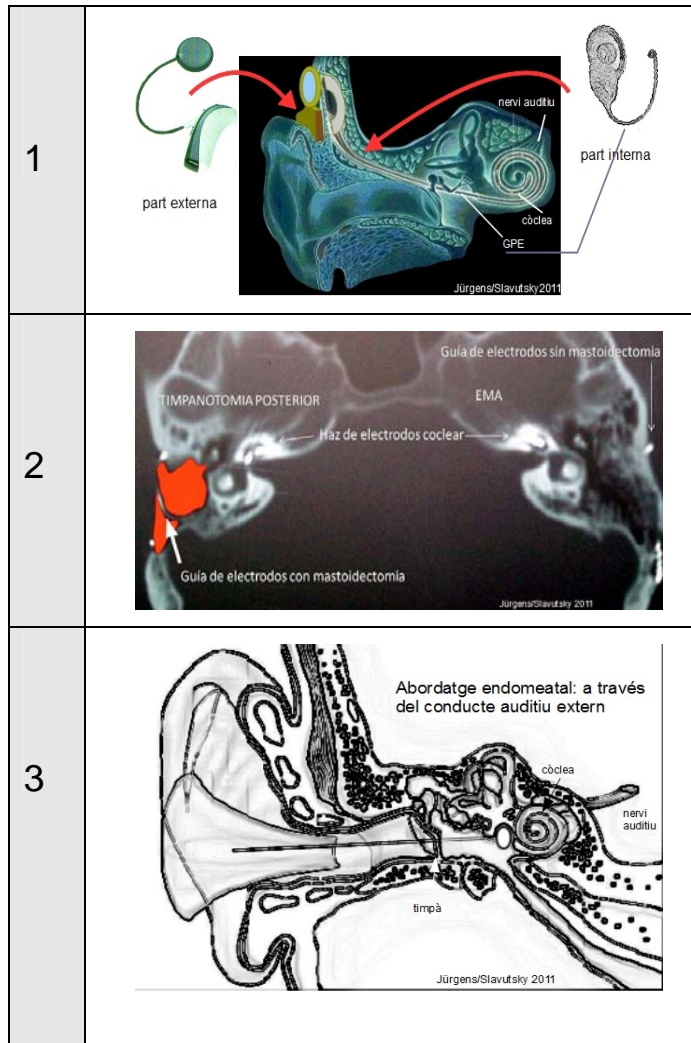 1
nervi auditiu
part interna
part externa
còclea
GPE
Jürgens/Slavutsky2011
2
Guía de electrodos sin mastoidectomia
TIMPANOTOMIA POSTERIOR
EMA
Haz de electrodos coclear
Guía de electrodos con mastoidectomia
Jürgens/Slavutsky 2011
3
Abordatge endomeatal: a través
del conducte auditiu extern
còclea
nervi
auditiu
timpà
Jürgens/Slavutsky 2011